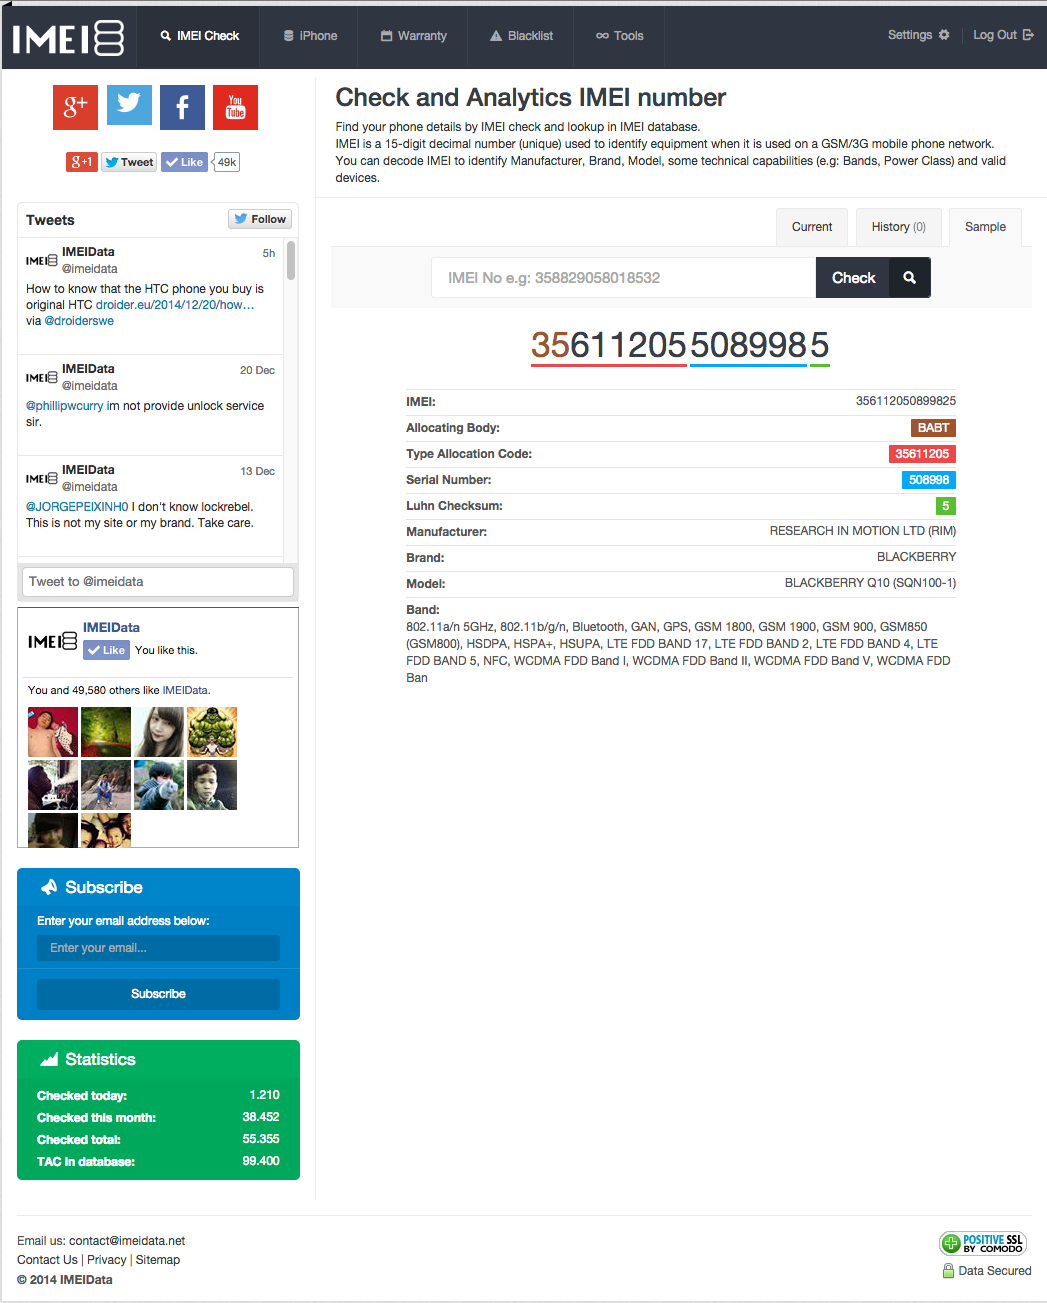 IMEI
IMEI Check
iPhone
Warranty
Blacklist
Tools
Settings
Log Out
g+
f
You
Tube
g+1
Tweet
Like
49k
Tweets
Follow
IMEIData
5h
@imeidata
How to know that the HTC phone you buy is
original HTC droider.eu/2014/12/20/how…
via @droiderswe
IMEIData
20 Dec
@imeidata
@phillipwcurry im not provide unlock service
sir.
IMEIData
13 Dec
@imeidata
@JORGEPEIXINH0 I don't know lockrebel.
This is not my site or my brand. Take care.
Tweet to @imeidata
IMEI
IMEIData
Like
You like this.
You and 49,580 others like IMEIData.
Subscribe
Enter your email address below:
Enter your email...
Subscribe
Statistics
Checked today: 1.210
Checked this month: 38.452
Checked total: 55.355
TAC In database: 99.400
Check and Analytics IMEI number
Find your phone details by IMEI check and lookup in IMEI database.
IMEI is a 15-digit decimal number (unique) used to identify equipment when it is used on a GSM/3G mobile phone network.
You can decode IMEI to identify Manufacturer, Brand, Model, some technical capabilities (e.g: Bands, Power Class) and valid
devices.
Current
History (0)
Sample
IMEI No e.g: 358829058018532
Check
35611205 508998 5
IMEI: 356112050899825
Allocating Body: BABT
Type Allocation Code: 35611205
Serial Number: 508998
Luhn Checksum: 5
Manufacturer: RESEARCH IN MOTION LTD (RIM)
Brand: BLACKBERRY
Model: BLACKBERRY Q10 (SQN100-1)
Band:
802.11a/n 5GHz, 802.11b/g/n, Bluetooth, GAN, GPS, GSM 1800, GSM 1900, GSM 900, GSM850
(GSM800), HSDPA, HSPA+, HSUPA, LTE FDD BAND 17, LTE FDD BAND 2, LTE FDD BAND 4, LTE
FDD BAND 5, NFC, WCDMA FDD Band I, WCDMA FDD Band II, WCDMA FDD Band V, WCDMA FDD
Ban
Email us: contact@imeidata.net
Contact Us | Privacy | Sitemap
© 2014 IMEIData
POSITIVE SSL
BY COMODO
Data Secured